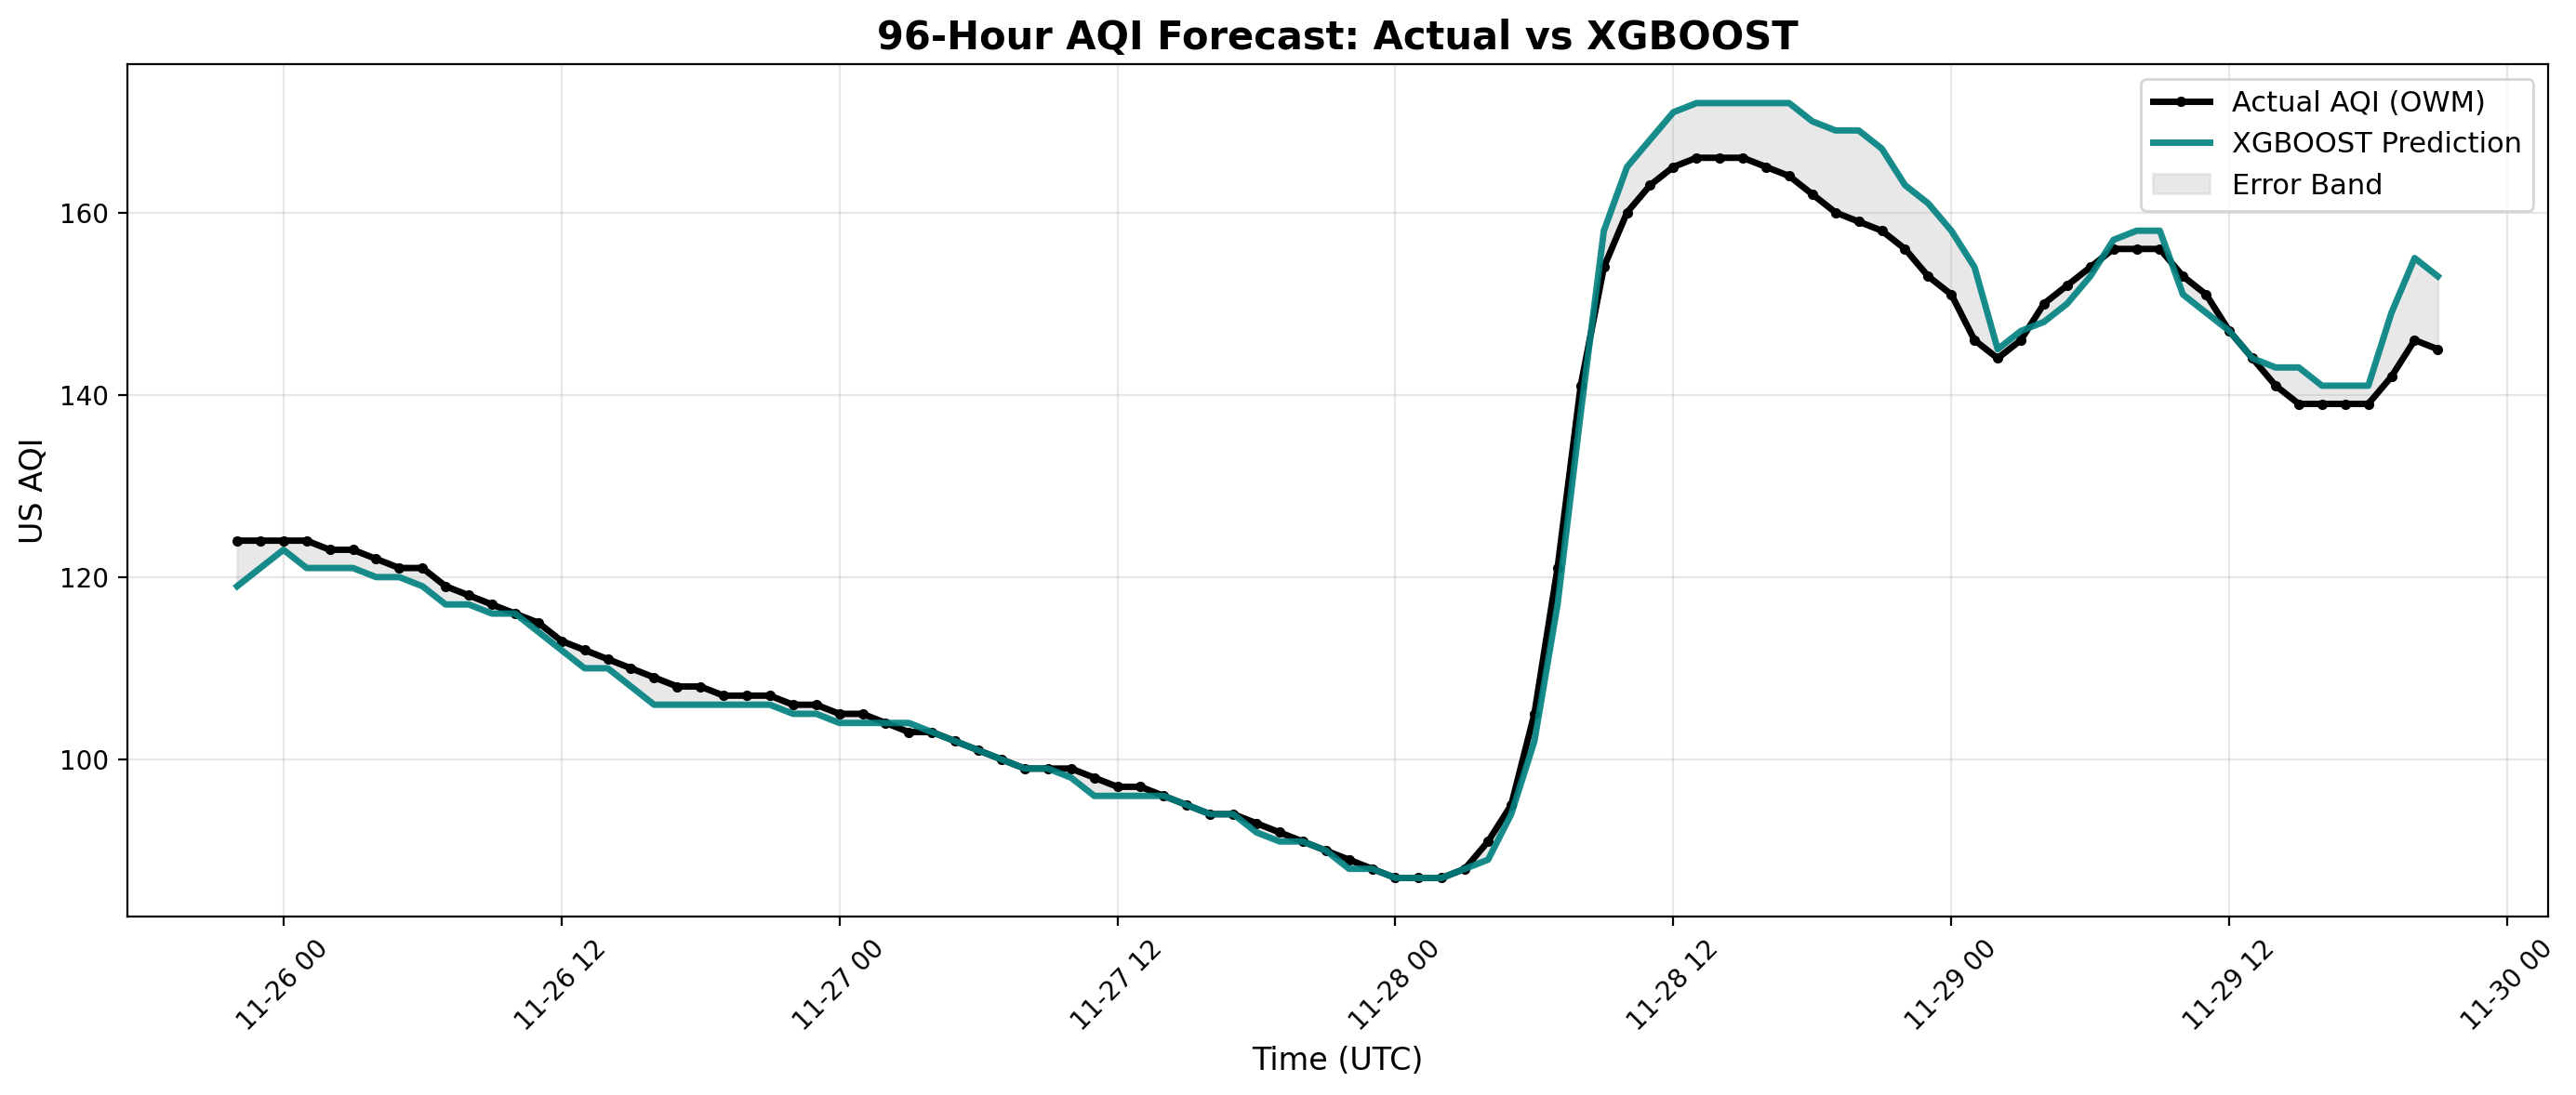 96-Hour AQI Forecast: Actual vs XGBOOST
Actual AQI (OWM)
XGBOOST Prediction
Error Band
US AQI
160
140
120
100
11-26 00
11-26 12
11-27 00
11-27 12
11-28 00
11-28 12
11-29 00
11-29 12
11-30 00
Time (UTC)